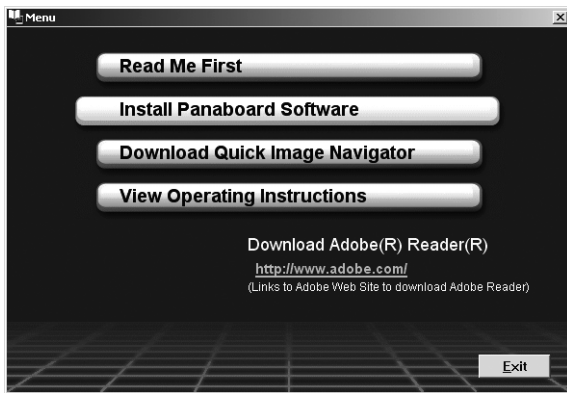 Menu
Read Me First
Install Panaboard Software
Download Quick Image Navigator
View Operating Instructions
Download Adobe(R) Reader(R)
http://www.adobe.com/
(Links to Adobe Web Site to download Adobe Reader)
Exit